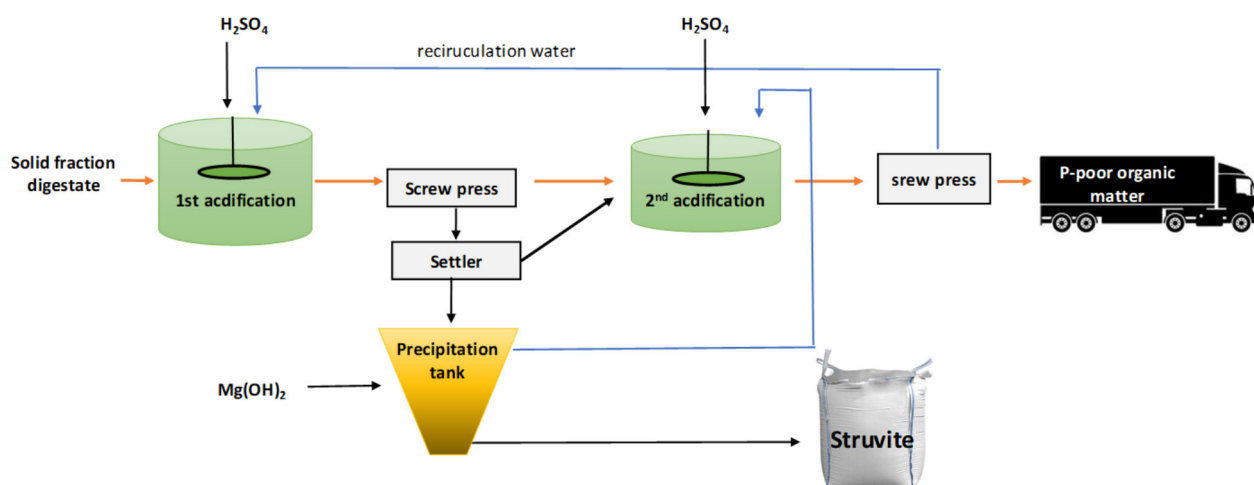 H₂SO₄
H₂SO₄
reciruculation water
Solid fraction
digestate
1st acdification
Screw press
2nd acdification
srew press
P-poor organic
matter
Settler
Precipitation
tank
Mg(OH)₂
Struvite